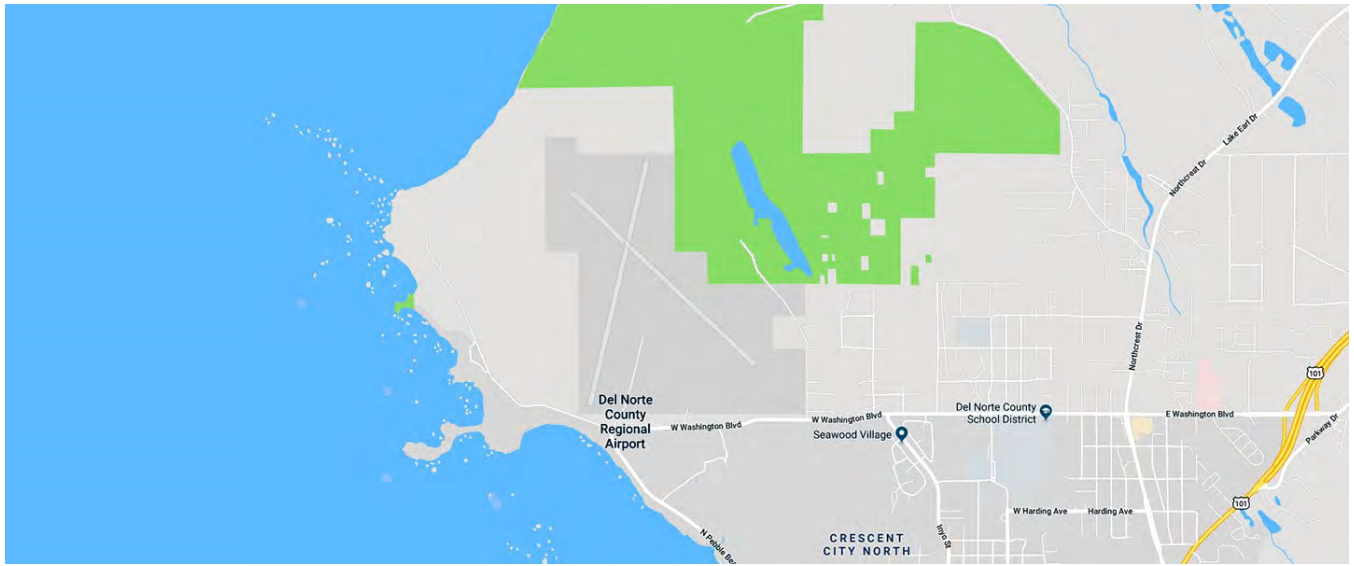 Lake Earl Dr
Northcrest Dr
Northcrest Dr
101
Del Norte
County
Regional
Airport
W Washington Blvd
W Washington Blvd
Del Norte County
School District
E Washington Blvd
Parkway Dr
Seawood Village
101
W Harding Ave
Harding Ave
Inyo St
N Pebble Bea
CRESCENT
CITY NORTH